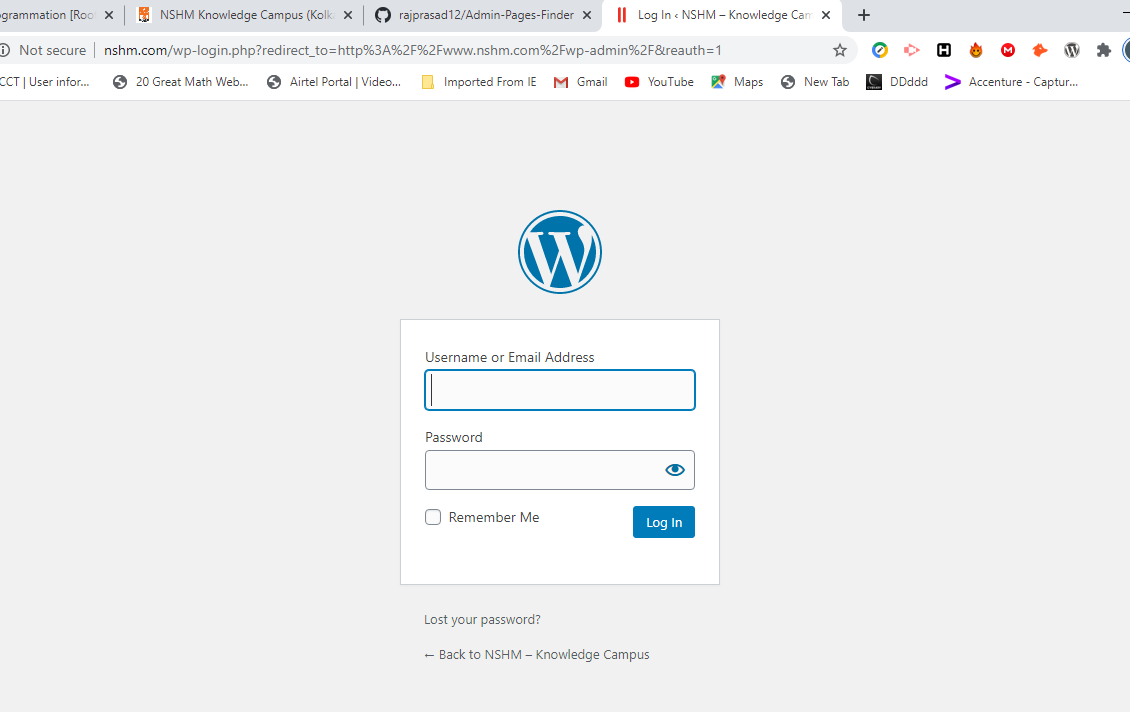 ogrammation [Roo
NSHM Knowledge Campus (Kolk
rajprasad12/Admin-Pages-Finder
Log In ‹ NSHM – Knowledge Cam
Not secure
nshm.com/wp-login.php?redirect_to=http%3A%2F%2Fwww.nshm.com%2Fwp-admin%2F&reauth=1
CCT | User infor...
20 Great Math Web...
Airtel Portal | Video...
Imported From IE
Gmail
YouTube
Maps
New Tab
DDddd
Accenture - Captur...
Username or Email Address
Password
Remember Me
Log In
Lost your password?
← Back to NSHM – Knowledge Campus